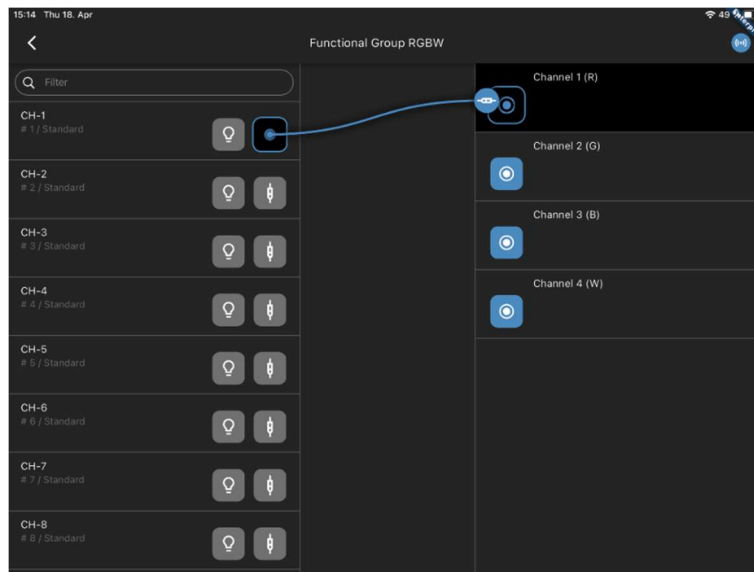 15:14 Thu 18. Apr
49
Functional Group RGBW
Filter
CH-1
# 1 / Standard
CH-2
# 2 / Standard
CH-3
# 3 / Standard
CH-4
# 4 / Standard
CH-5
# 5 / Standard
CH-6
# 6 / Standard
CH-7
# 7 / Standard
CH-8
# 8 / Standard
Channel 1 (R)
Channel 2 (G)
Channel 3 (B)
Channel 4 (W)